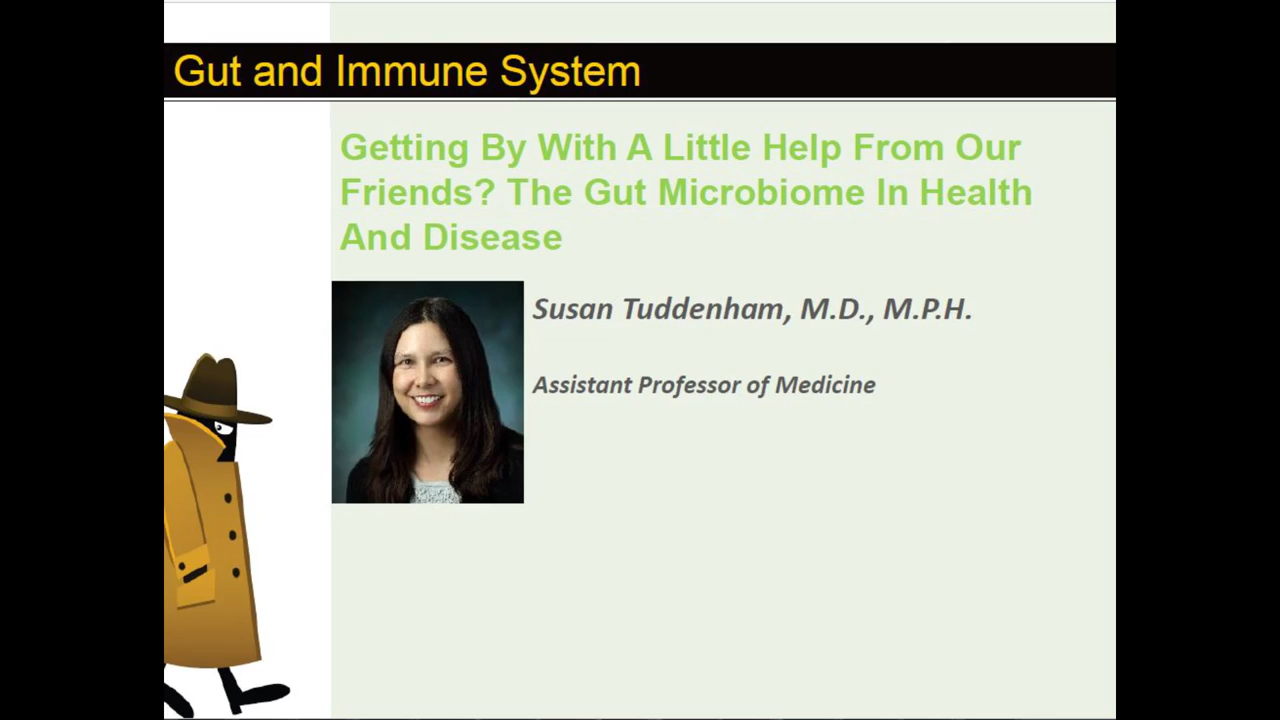 Gut and Immune System
Getting By With A Little Help From Our
Friends? The Gut Microbiome In Health
And Disease
Susan Tuddenham, M.D., M.P.H.
Assistant Professor of Medicine